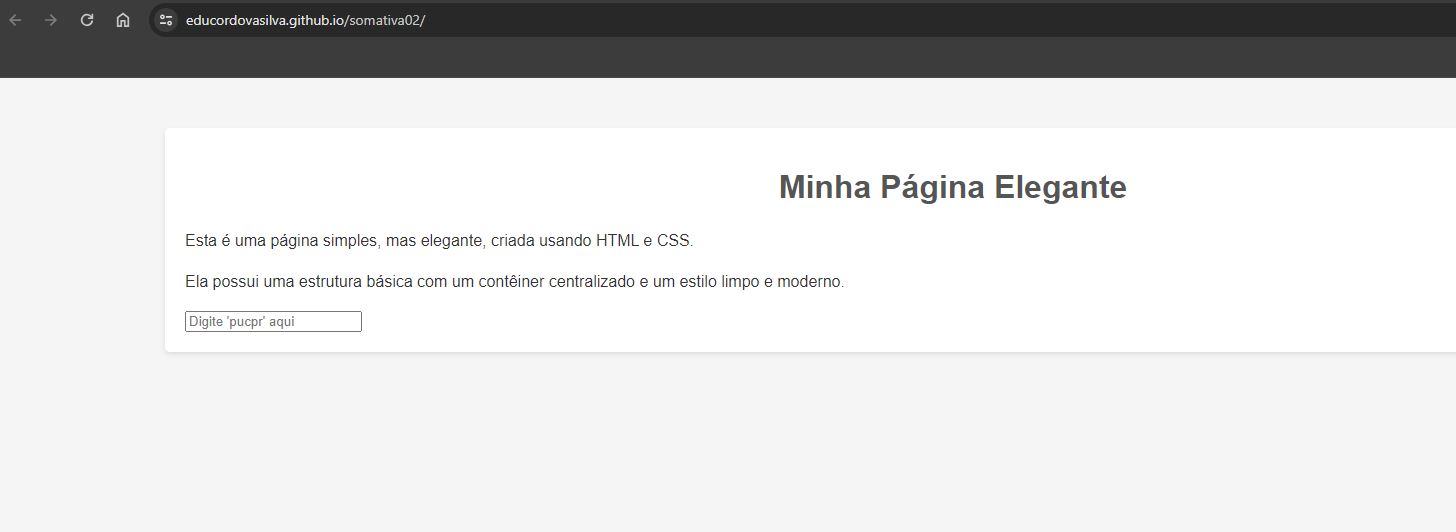 educordovasilva.github.io/somativa02/
Minha Página Elegante
Esta é uma página simples, mas elegante, criada usando HTML e CSS.
Ela possui uma estrutura básica com um contêiner centralizado e um estilo limpo e moderno.
Digite 'pucpr' aqui